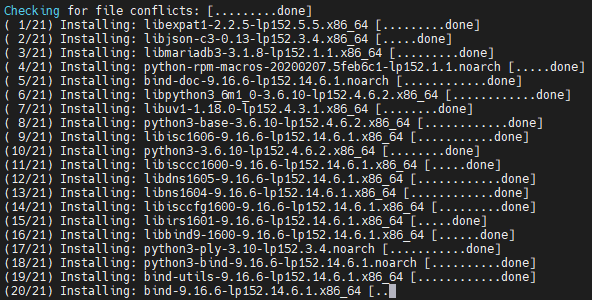 Checking for file conflicts: [.........done]
( 1/21) Installing: libexpat1-2.2.5-lp152.5.5.x86_64 [..........done]
( 2/21) Installing: libjson-c3-0.13-lp152.3.4.x86_64 [......done]
( 3/21) Installing: libmariadb3-3.1.8-lp152.1.1.x86_64 [.........done]
( 4/21) Installing: python-rpm-macros-20200207.5feb6c1-lp152.1.1.noarch [.....done]
( 5/21) Installing: bind-doc-9.16.6-lp152.14.6.1.noarch [............done]
( 6/21) Installing: libpython3_6m1_0-3.6.10-lp152.4.6.2.x86_64 [............done]
( 7/21) Installing: libuv1-1.18.0-lp152.4.3.1.x86_64 [........done]
( 8/21) Installing: python3-base-3.6.10-lp152.4.6.2.x86_64 [............done]
( 9/21) Installing: libisc1606-9.16.6-lp152.14.6.1.x86_64 [..........done]
(10/21) Installing: python3-3.6.10-lp152.4.6.2.x86_64 [........done]
(11/21) Installing: libisccc1600-9.16.6-lp152.14.6.1.x86_64 [.........done]
(12/21) Installing: libdns1605-9.16.6-lp152.14.6.1.x86_64 [............done]
(13/21) Installing: libns1604-9.16.6-lp152.14.6.1.x86_64 [..........done]
(14/21) Installing: libisccfg1600-9.16.6-lp152.14.6.1.x86_64 [..........done]
(15/21) Installing: libirs1601-9.16.6-lp152.14.6.1.x86_64 [.....done]
(16/21) Installing: libbind9-1600-9.16.6-lp152.14.6.1.x86_64 [......done]
(17/21) Installing: python3-ply-3.10-lp152.3.4.noarch [...........done]
(18/21) Installing: python3-bind-9.16.6-lp152.14.6.1.noarch [..........done]
(19/21) Installing: bind-utils-9.16.6-lp152.14.6.1.x86_64 [............done]
(20/21) Installing: bind-9.16.6-lp152.14.6.1.x86_64 [..